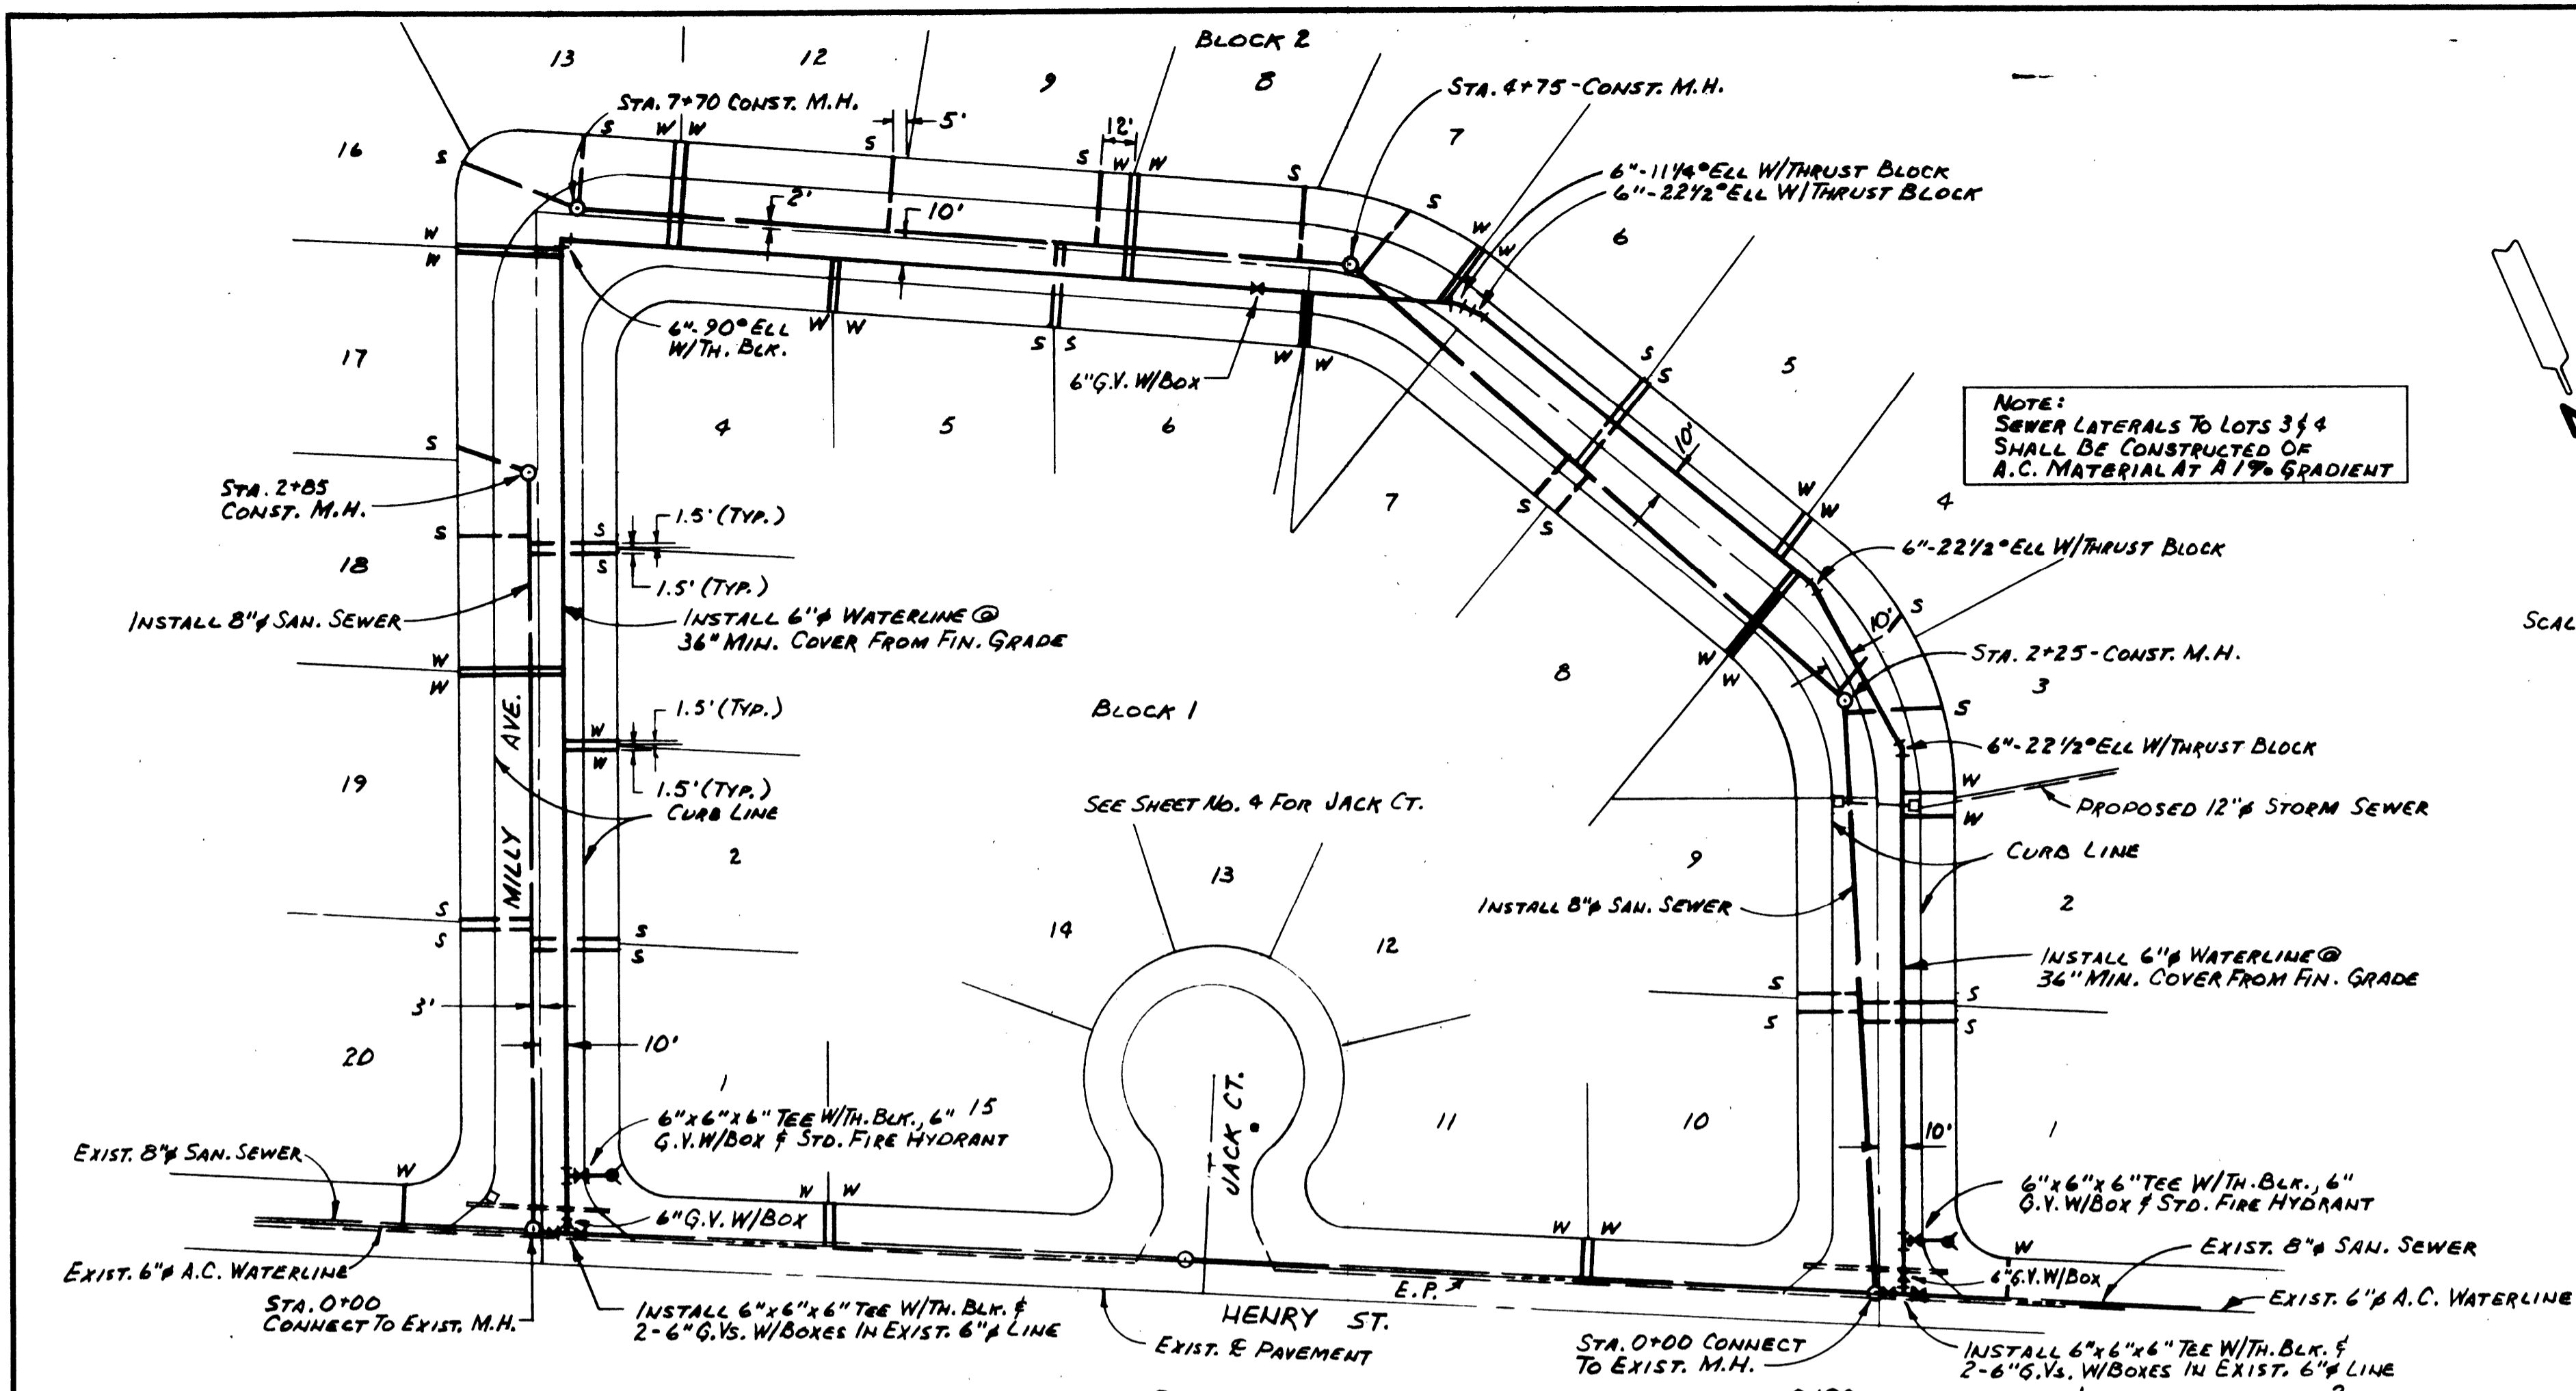 BLOCK 2
13
12
9
8
7
STA. 7+70 CONST. M.H.
STA. 4+75 - CONST. M.H.
S
W W
S
5'
S
12'
W W
S
S
16
S
2'
10'
6"-11 1/4° ELL W/THRUST BLOCK
6"-22 1/2° ELL W/THRUST BLOCK
6
W
W
W
W
6"-90° ELL
W/TH. BLK.
W W
S S
W W
6" G.V. W/BOX
17
4
5
6
7
S
S
5
10'
NOTE:
SEWER LATERALS TO LOTS 3 & 4
SHALL BE CONSTRUCTED OF
A.C. MATERIAL AT A 1% GRADIENT
S
STA. 2+85
CONST. M.H.
S
S
S
1.5' (TYP.)
1.5' (TYP.)
S
S
W
W
4
18
6"-22 1/2° ELL W/THRUST BLOCK
INSTALL 8"ø SAN. SEWER
INSTALL 6"ø WATERLINE @
36" MIN. COVER FROM FIN. GRADE
S
10'
SCAL
STA. 2+25 - CONST. M.H.
3
W
W
8
W
W
MILLY AVE.
BLOCK 1
1.5' (TYP.)
W
W
1.5' (TYP.)
CURB LINE
S
6"-22 1/2° ELL W/THRUST BLOCK
19
SEE SHEET NO. 4 FOR JACK CT.
W
W
PROPOSED 12"ø STORM SEWER
CURB LINE
2
13
9
2
INSTALL 8"ø SAN. SEWER
S
S
S
S
14
12
INSTALL 6"ø WATERLINE @
36" MIN. COVER FROM FIN. GRADE
S
S
S
S
3'
10'
20
1
15
11
10
10'
1
6"x6"x6" TEE W/TH. BLK., 6"
G.V. W/BOX & STD. FIRE HYDRANT
JACK CT.
EXIST. 8"ø SAN. SEWER
W
W W
6" G.V. W/BOX
W W
6"x6"x6" TEE W/TH. BLK., 6"
G.V. W/BOX & STD. FIRE HYDRANT
W
EXIST. 8"ø SAN. SEWER
6" G.V. W/BOX
EXIST. 6"ø A.C. WATERLINE
EXIST. 6"ø A.C. WATERLINE
STA. 0+00
CONNECT TO EXIST. M.H.
INSTALL 6"x6"x6" TEE W/TH. BLK. &
2-6" G.VS. W/BOXES IN EXIST. 6"ø LINE
E.P.
HENRY ST.
EXIST. ℄ PAVEMENT
STA. 0+00 CONNECT
TO EXIST. M.H.
INSTALL 6"x6"x6" TEE W/TH. BLK. &
2-6" G.VS. W/BOXES IN EXIST. 6"ø LINE